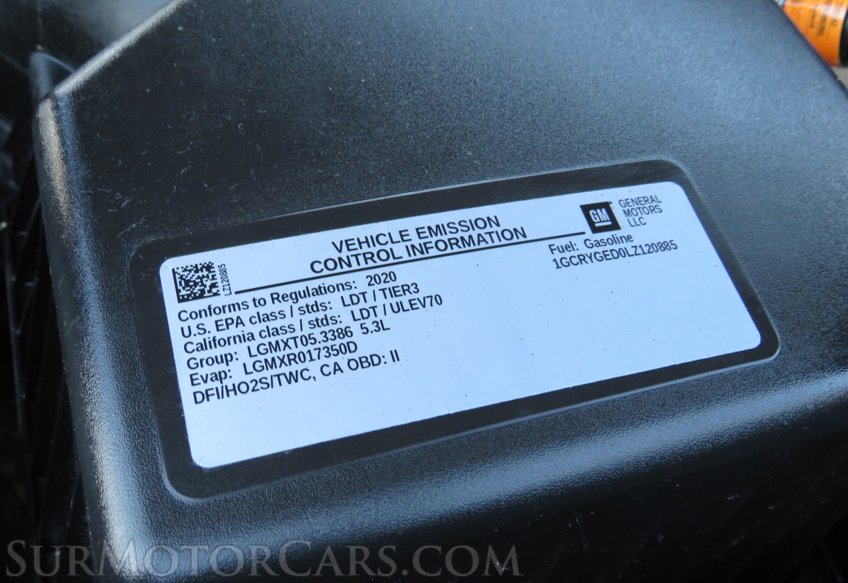 VEHICLE EMISSION
CONTROL INFORMATION
GM
GENERAL
MOTORS
LLC
LZ120885
Fuel: Gasoline
1GCRYGED0LZ120885
Conforms to Regulations: 2020
U.S. EPA class / stds: LDT / TIER3
California class / stds: LDT / ULEV70
Group: LGMXT05.3386 5.3L
Evap: LGMXR017350D
DFI/HO2S/TWC, CA OBD: II
SURMOTORCARS.COM